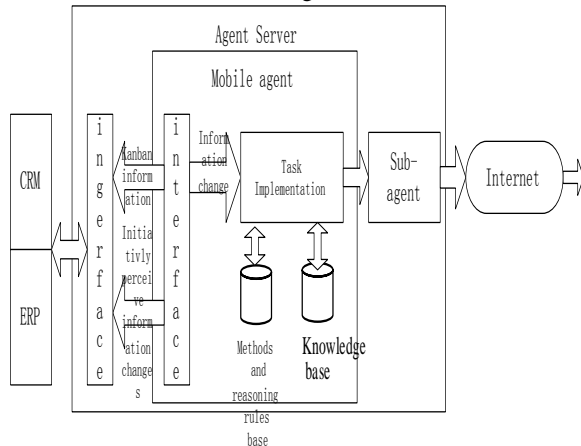 Agent Server
Mobile agent
CRM
ERP
i
n
g
e
r
f
a
c
e
Kanban
inform
ation
Initia
tivly
percei
ve
inform
ation
change
s
i
n
t
e
r
f
a
c
e
Inform
ation
change
Task
Implementation
Sub-
agent
Internet
Methods
and
reasoning
rules
base
Knowledge
base